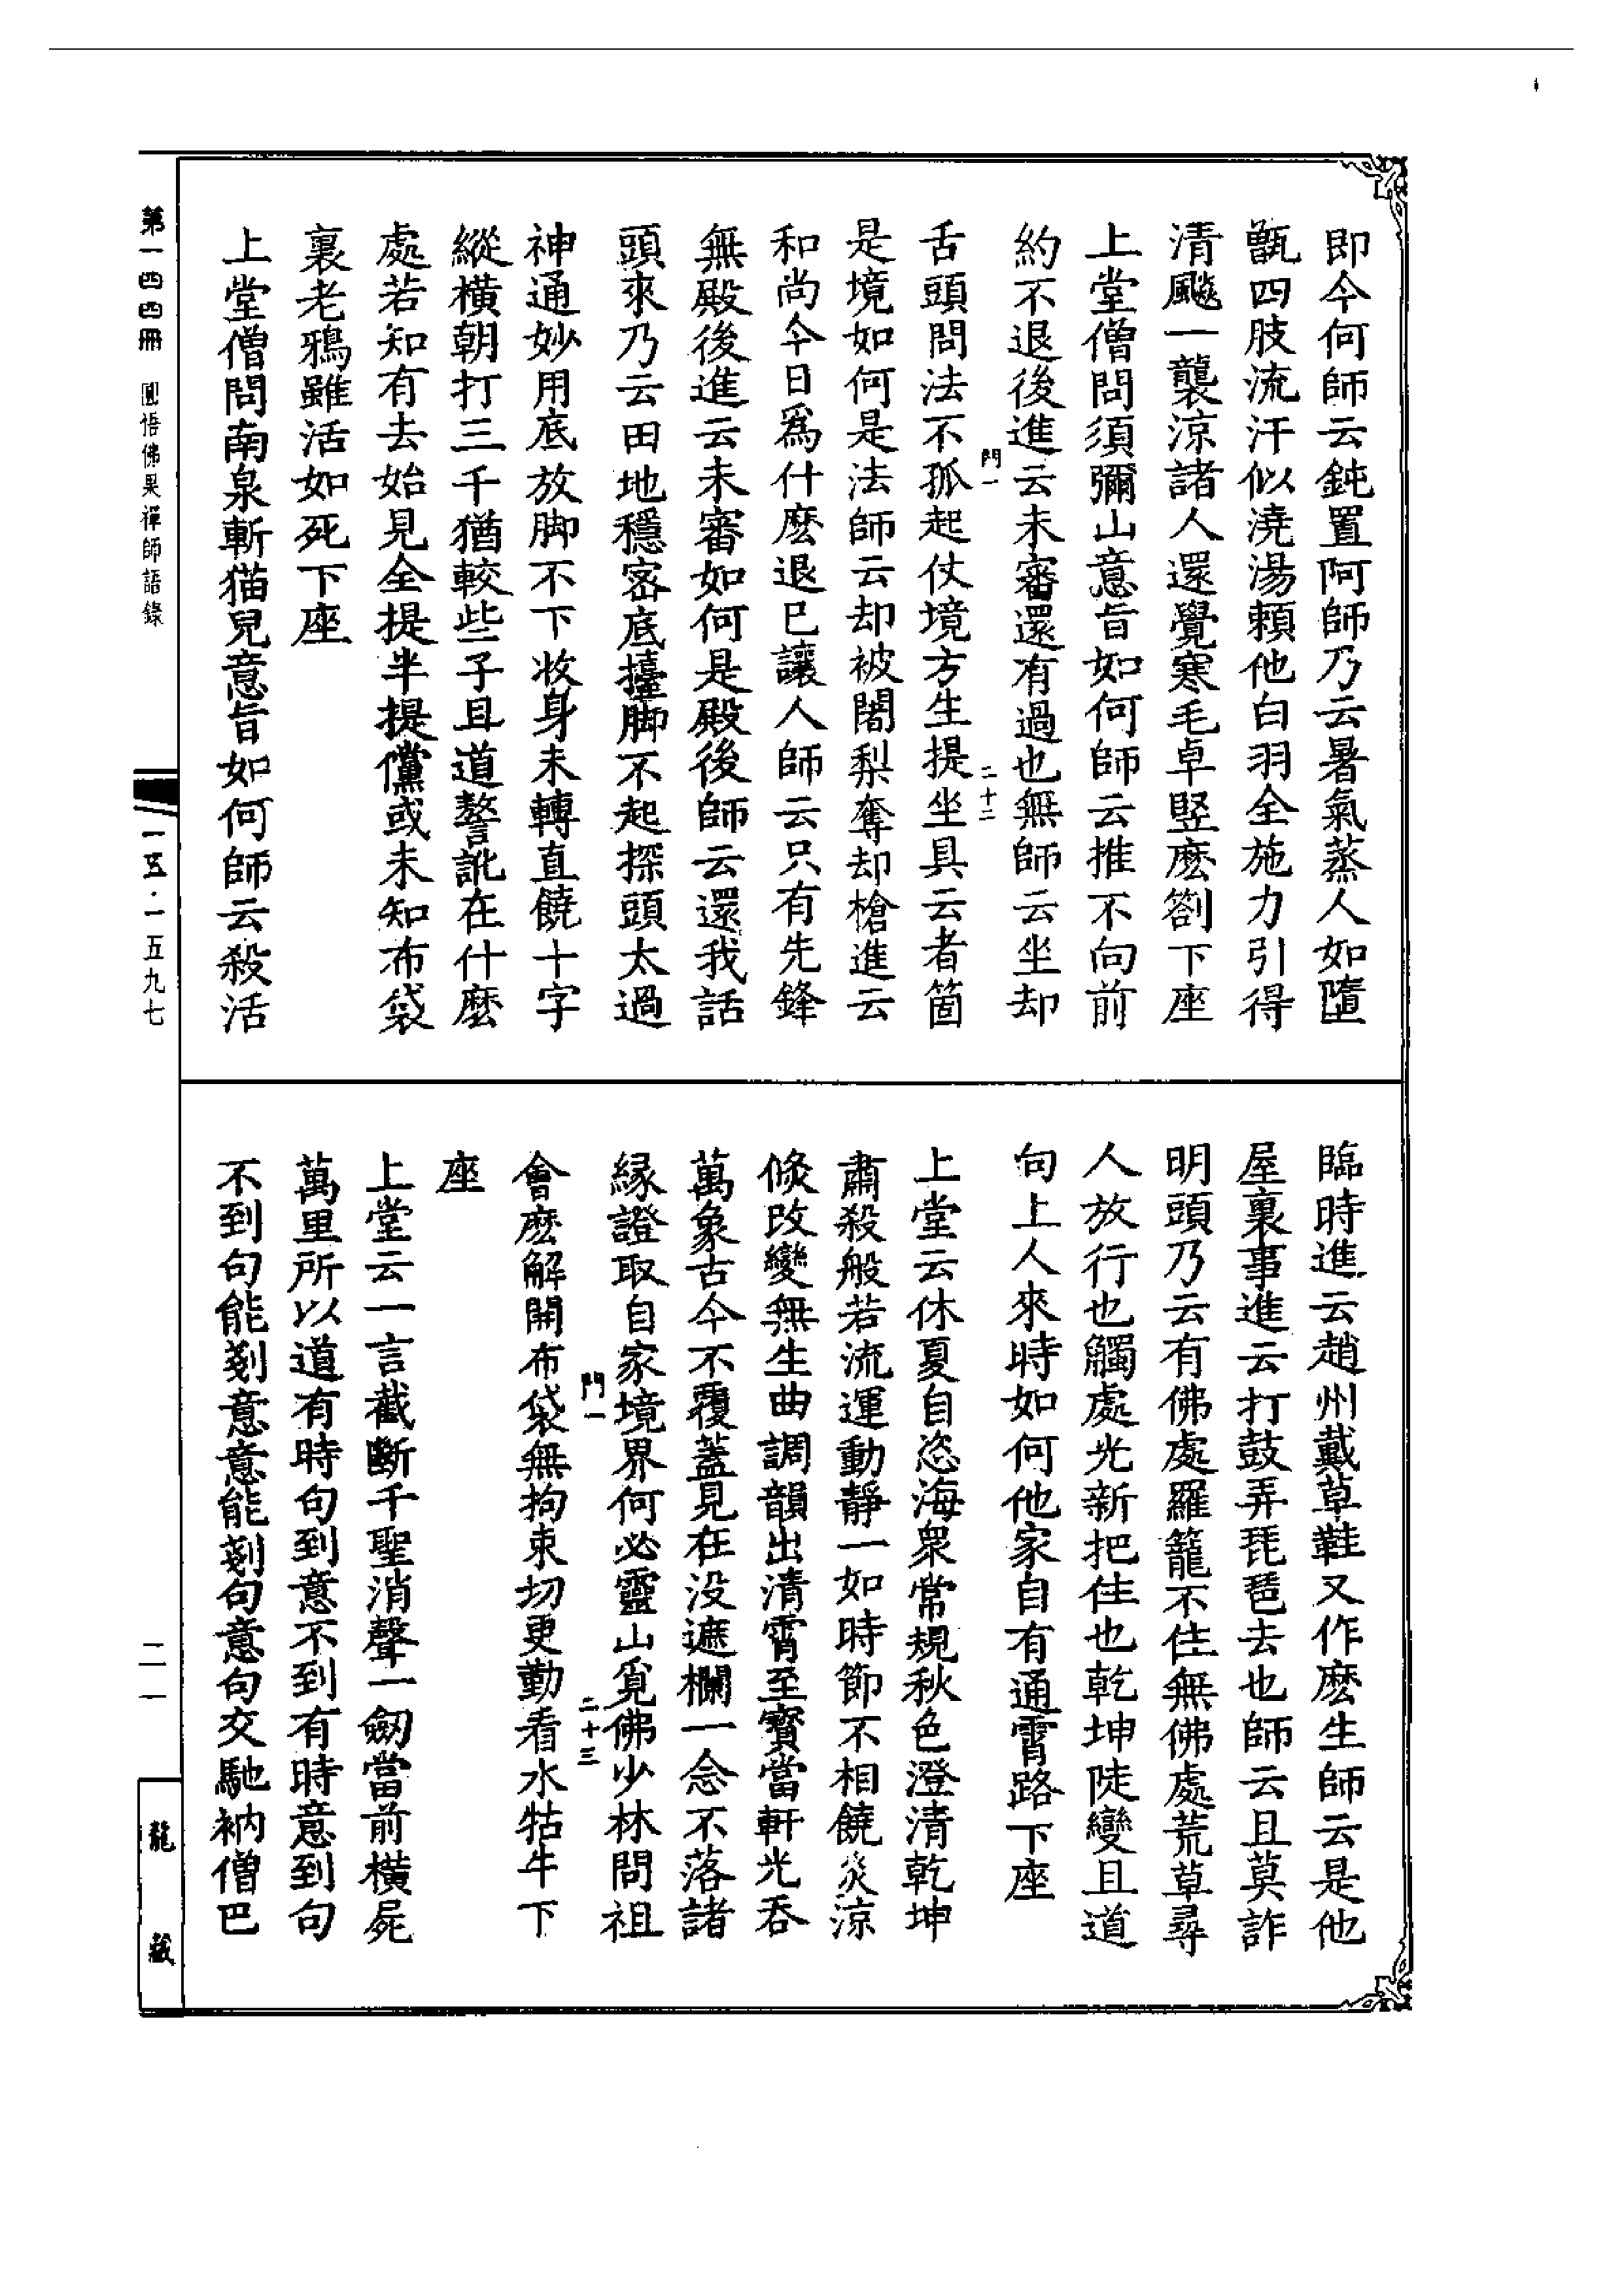 即今何師云鈍置阿師乃云暑氣蒸人如墮
甑四肢流汗似澆湯賴他白羽全施力引得
清飈一襲涼諸人還覺寒毛卓竪麽劄下座
上堂僧問須彌山意旨如何師云推不向前
約不退後進云未審還有過也無師云坐却
門一
二十二
舌頭問法不孤起仗境方生提坐具云者箇
是境如何是法師云却被闍梨奪却槍進云
和尚今日爲什麽退已讓人師云只有先鋒
無殿後進云未審如何是殿後師云還我話
頭來乃云田地穩宻底擡脚不起探頭太過
神通妙用底放脚不下收身未轉直饒十字
縱橫朝打三千猶較些子且道謷訛在什麽
處若知有去始見全提半提儻或未知布袋
裏老鴉雖活如死下座
上堂僧問南泉斬猫兒意旨如何師云殺活
臨時進云趙州戴草鞋又作麽生師云是他
屋裏事進云打鼓弄琵琶去也師云且莫詐
明頭乃云有佛處羅籠不住無佛處荒草尋
人放行也觸處光新把住也乾坤陡變且道
句上人來時如何他家自有通霄路下座
上堂云休夏自恣海衆常規秋色澄清乾坤
肅殺般若流運動靜一如時節不相饒炎涼
倐改變無生曲調韻出清霄至寳當軒光吞
萬象古今不覆蓋見在没遮欄一念不落諸
縁證取自家境界何必靈山覓佛少林問祖
門一
二十三
會麽解開布袋無拘束切更勤看水牯牛下
座
上堂云一言截斷千聖消聲一劒當前橫屍
萬里所以道有時句到意不到有時意到句
不到句能剗意意能剗句意句交馳衲僧巴
第一四四冊
圓悟佛果禪師語錄
一五·一五九七
二一
龍藏